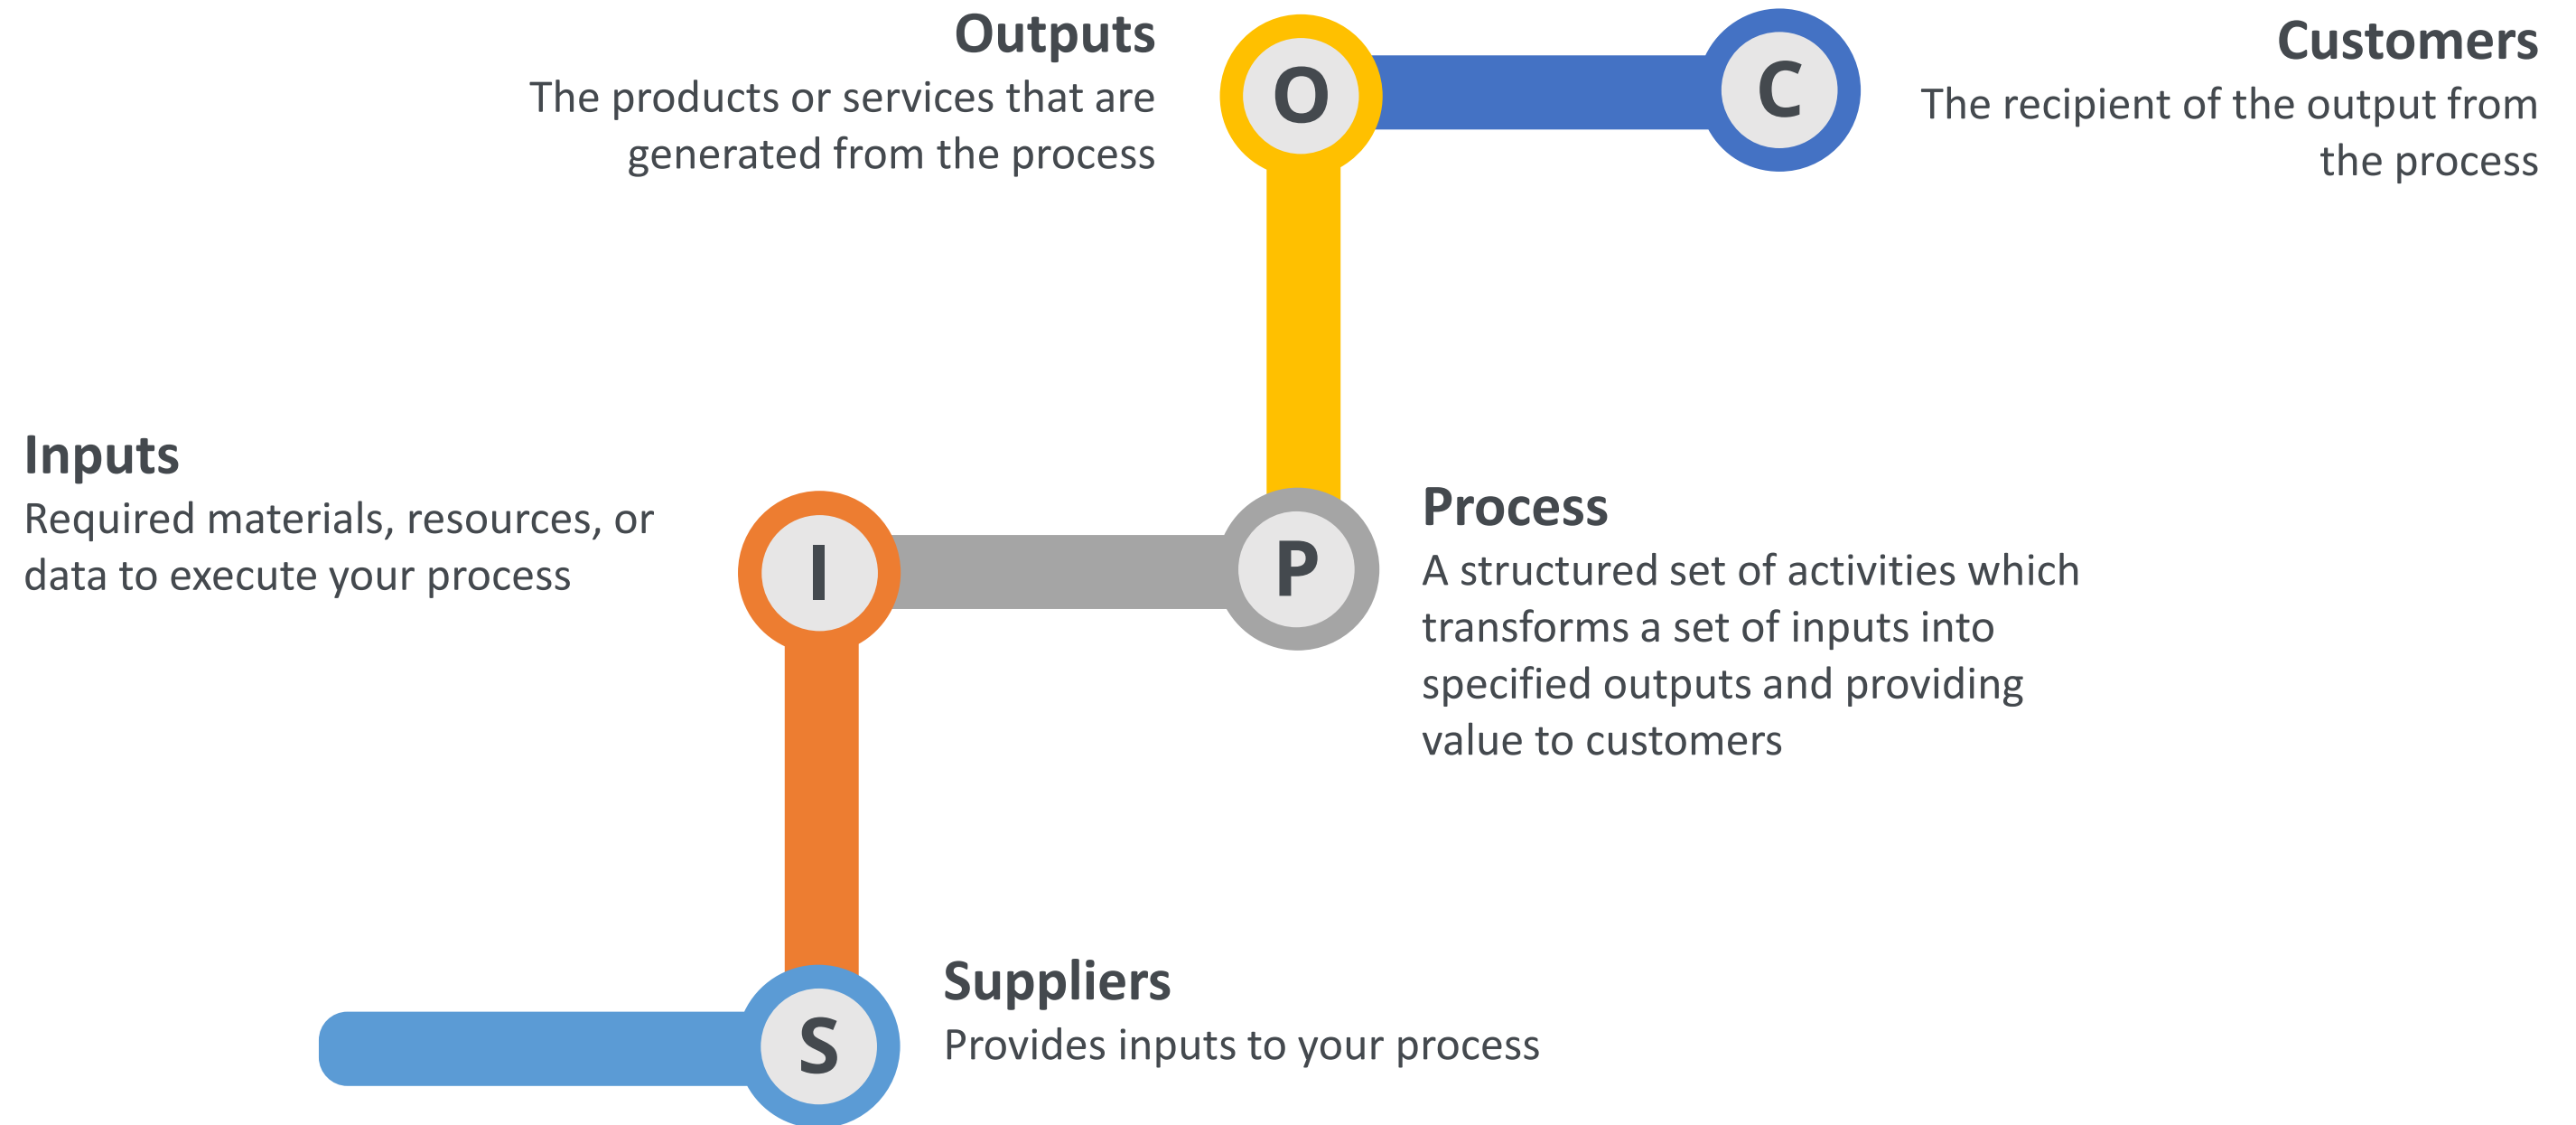 Outputs
The products or services that are
generated from the process
O
C
Customers
The recipient of the output from
the process
Inputs
Required materials, resources, or
data to execute your process
I
P
Process
A structured set of activities which
transforms a set of inputs into
specified outputs and providing
value to customers
S
Suppliers
Provides inputs to your process